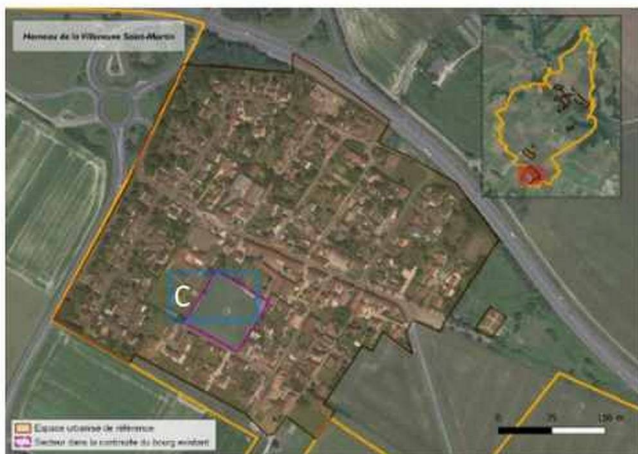 Hameau de la Villeneuve Saint-Martin
C
Espace urbanisé de référence
Secteur dans la continuité du bourg existant
0 75 150 m